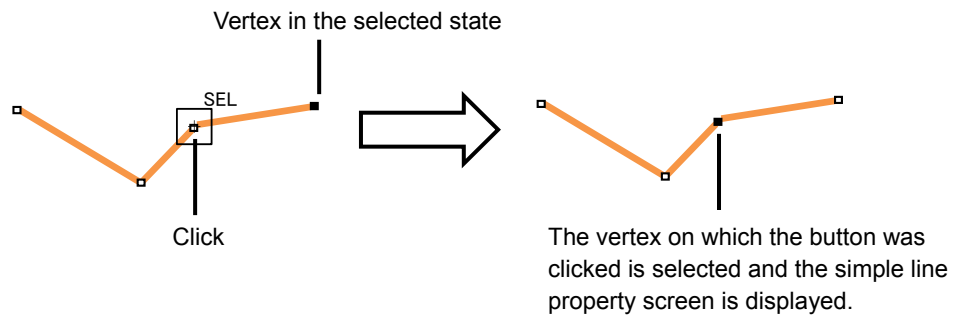 Vertex in the selected state
SEL
Click
The vertex on which the button was
clicked is selected and the simple line
property screen is displayed.